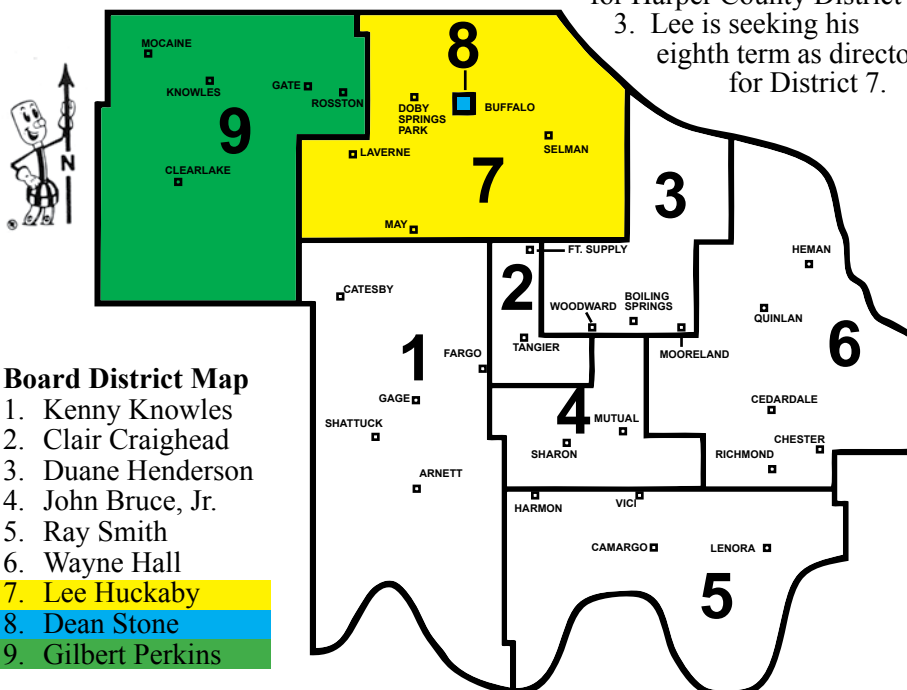 for Harper County District
3. Lee is seeking his
eighth term as directo
for District 7.
MOCAINE
KNOWLES
GATE
ROSSTON
9
CLEARLAKE
8
DOBY
SPRINGS
PARK
BUFFALO
SELMAN
LAVERNE
7
MAY
N
®
3
FT. SUPPLY
2
WOODWARD
BOILING
SPRINGS
TANGIER
MOORELAND
HEMAN
QUINLAN
6
CEDARDALE
CHESTER
RICHMOND
CATESBY
1
FARGO
GAGE
SHATTUCK
ARNETT
4
MUTUAL
SHARON
HARMON
VICI
CAMARGO
LENORA
5
Board District Map
1. Kenny Knowles
2. Clair Craighead
3. Duane Henderson
4. John Bruce, Jr.
5. Ray Smith
6. Wayne Hall
7. Lee Huckaby
8. Dean Stone
9. Gilbert Perkins